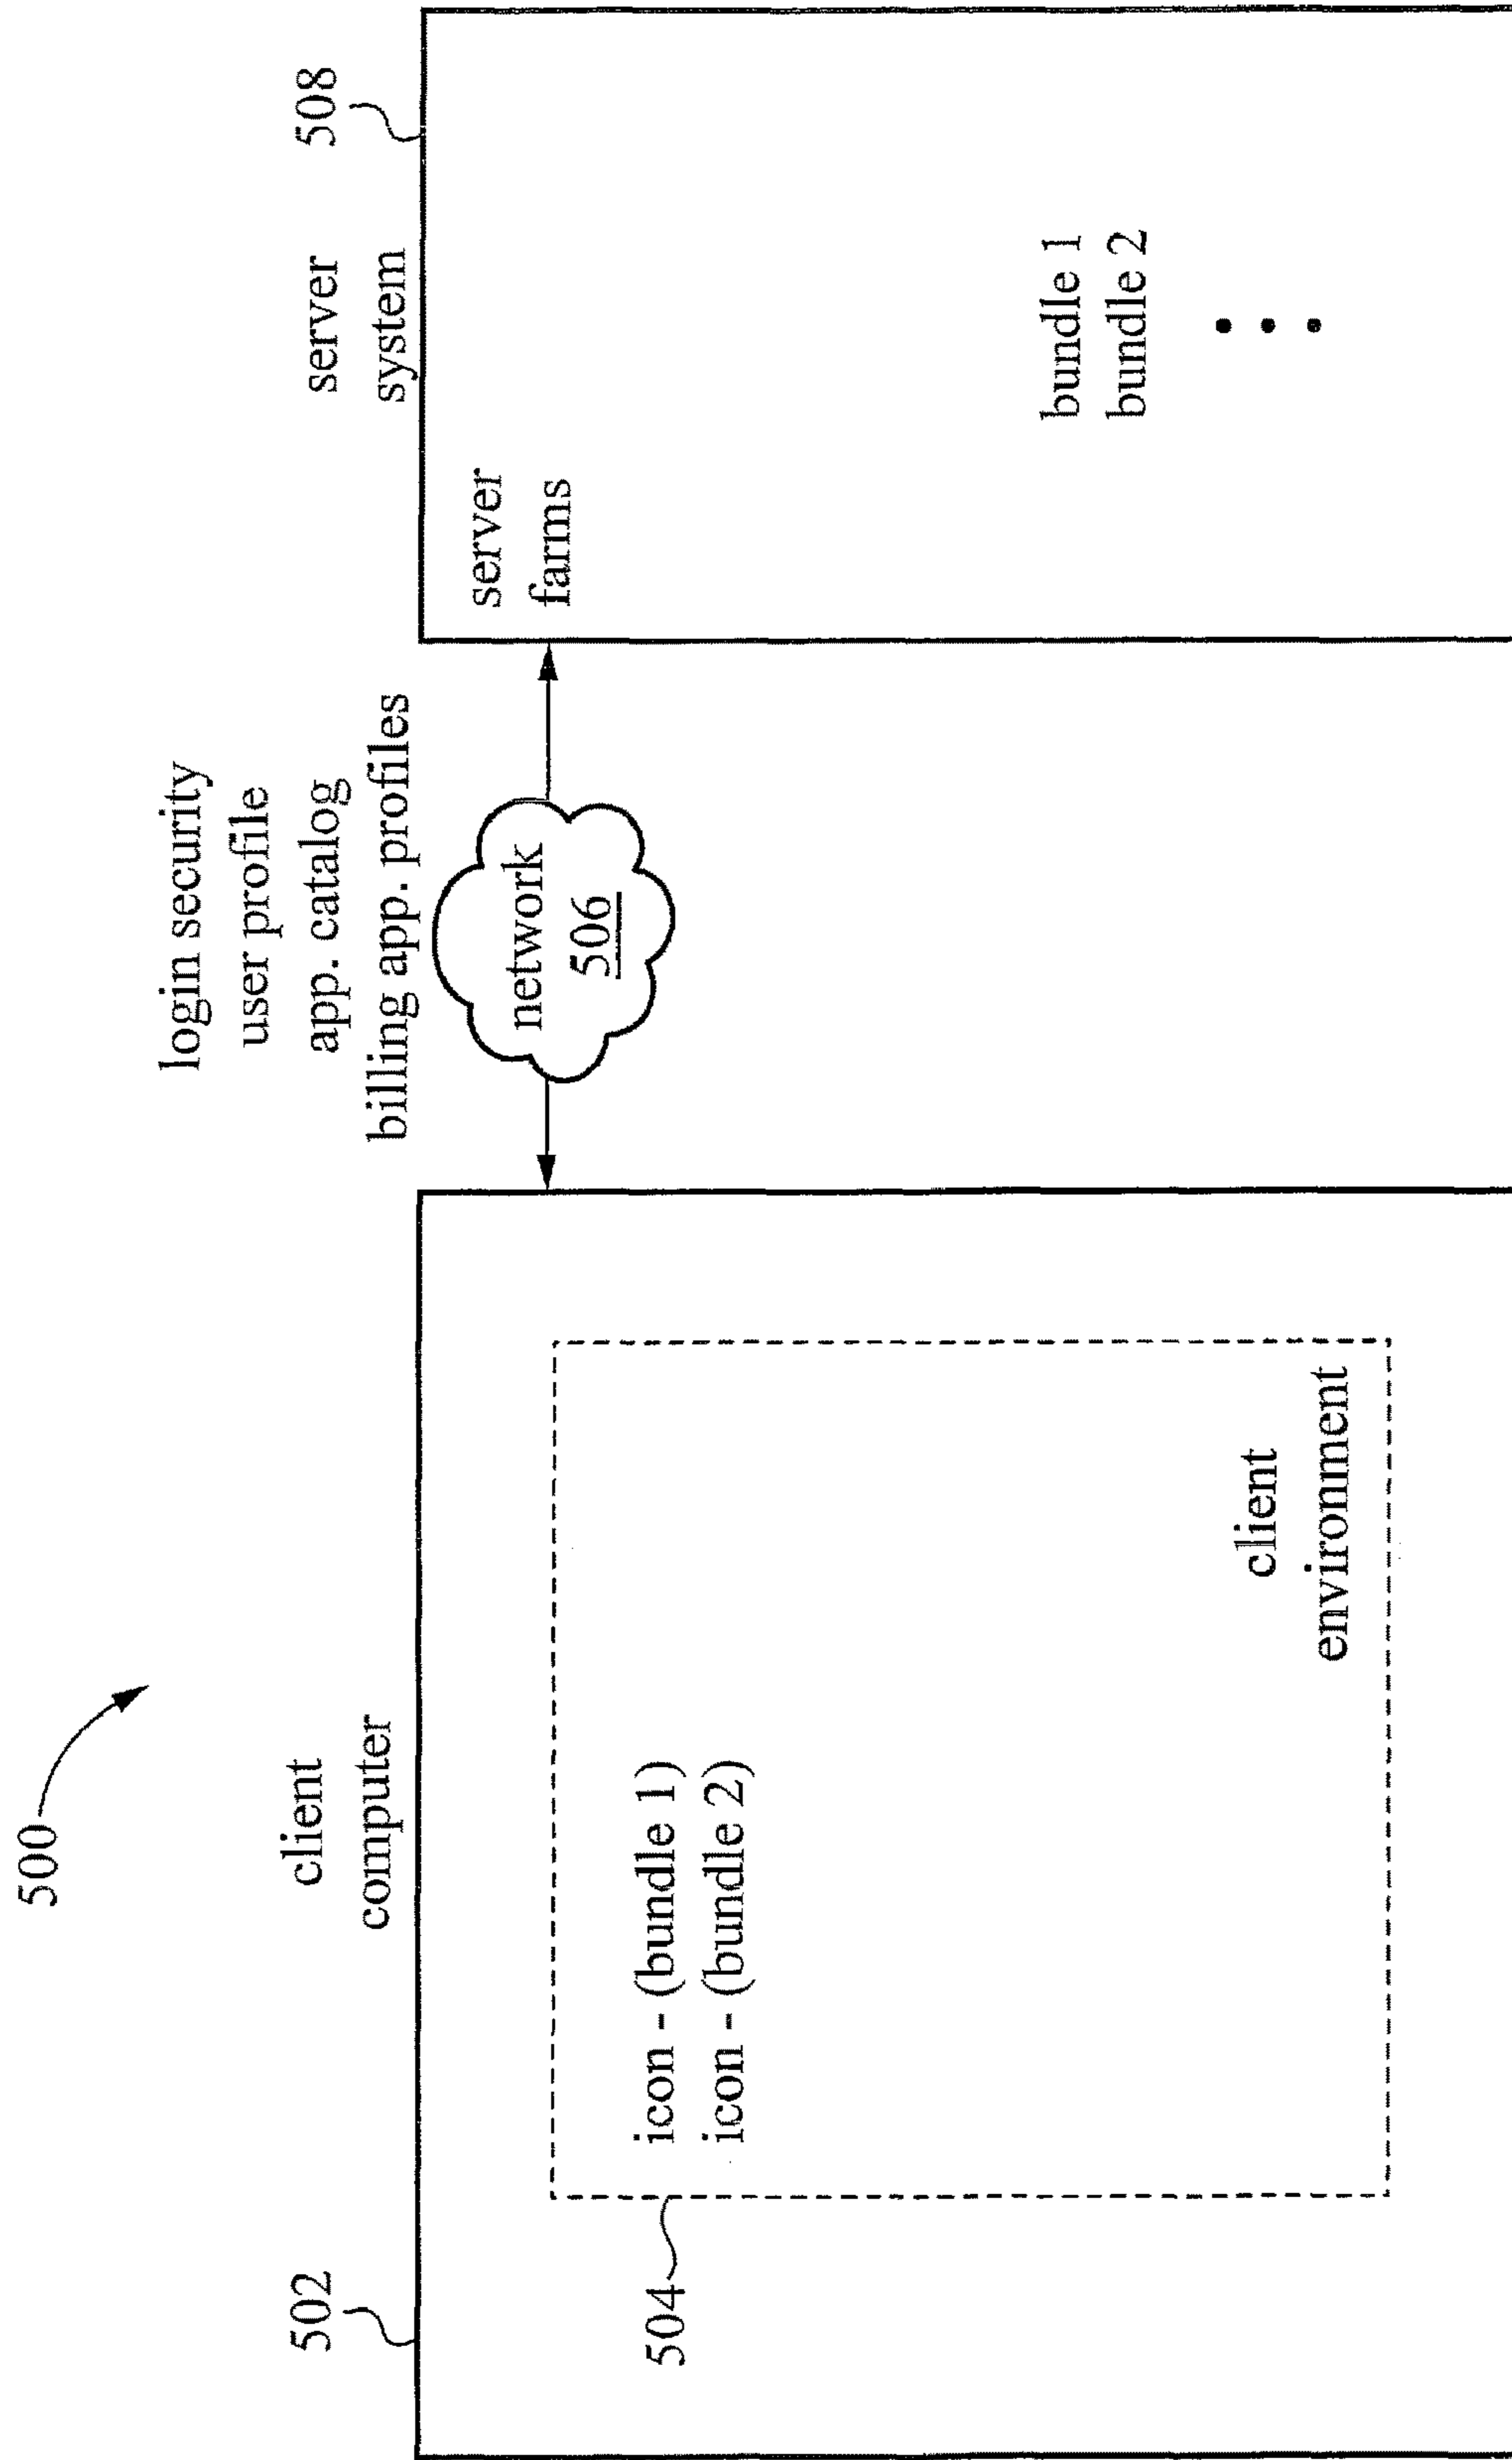 500
502
client
computer
504
icon - (bundle 1)
icon - (bundle 2)
client
environment
login security
user profile
app. catalog
billing app. profiles
network
506
server
system
508
server
farms
bundle 1
bundle 2